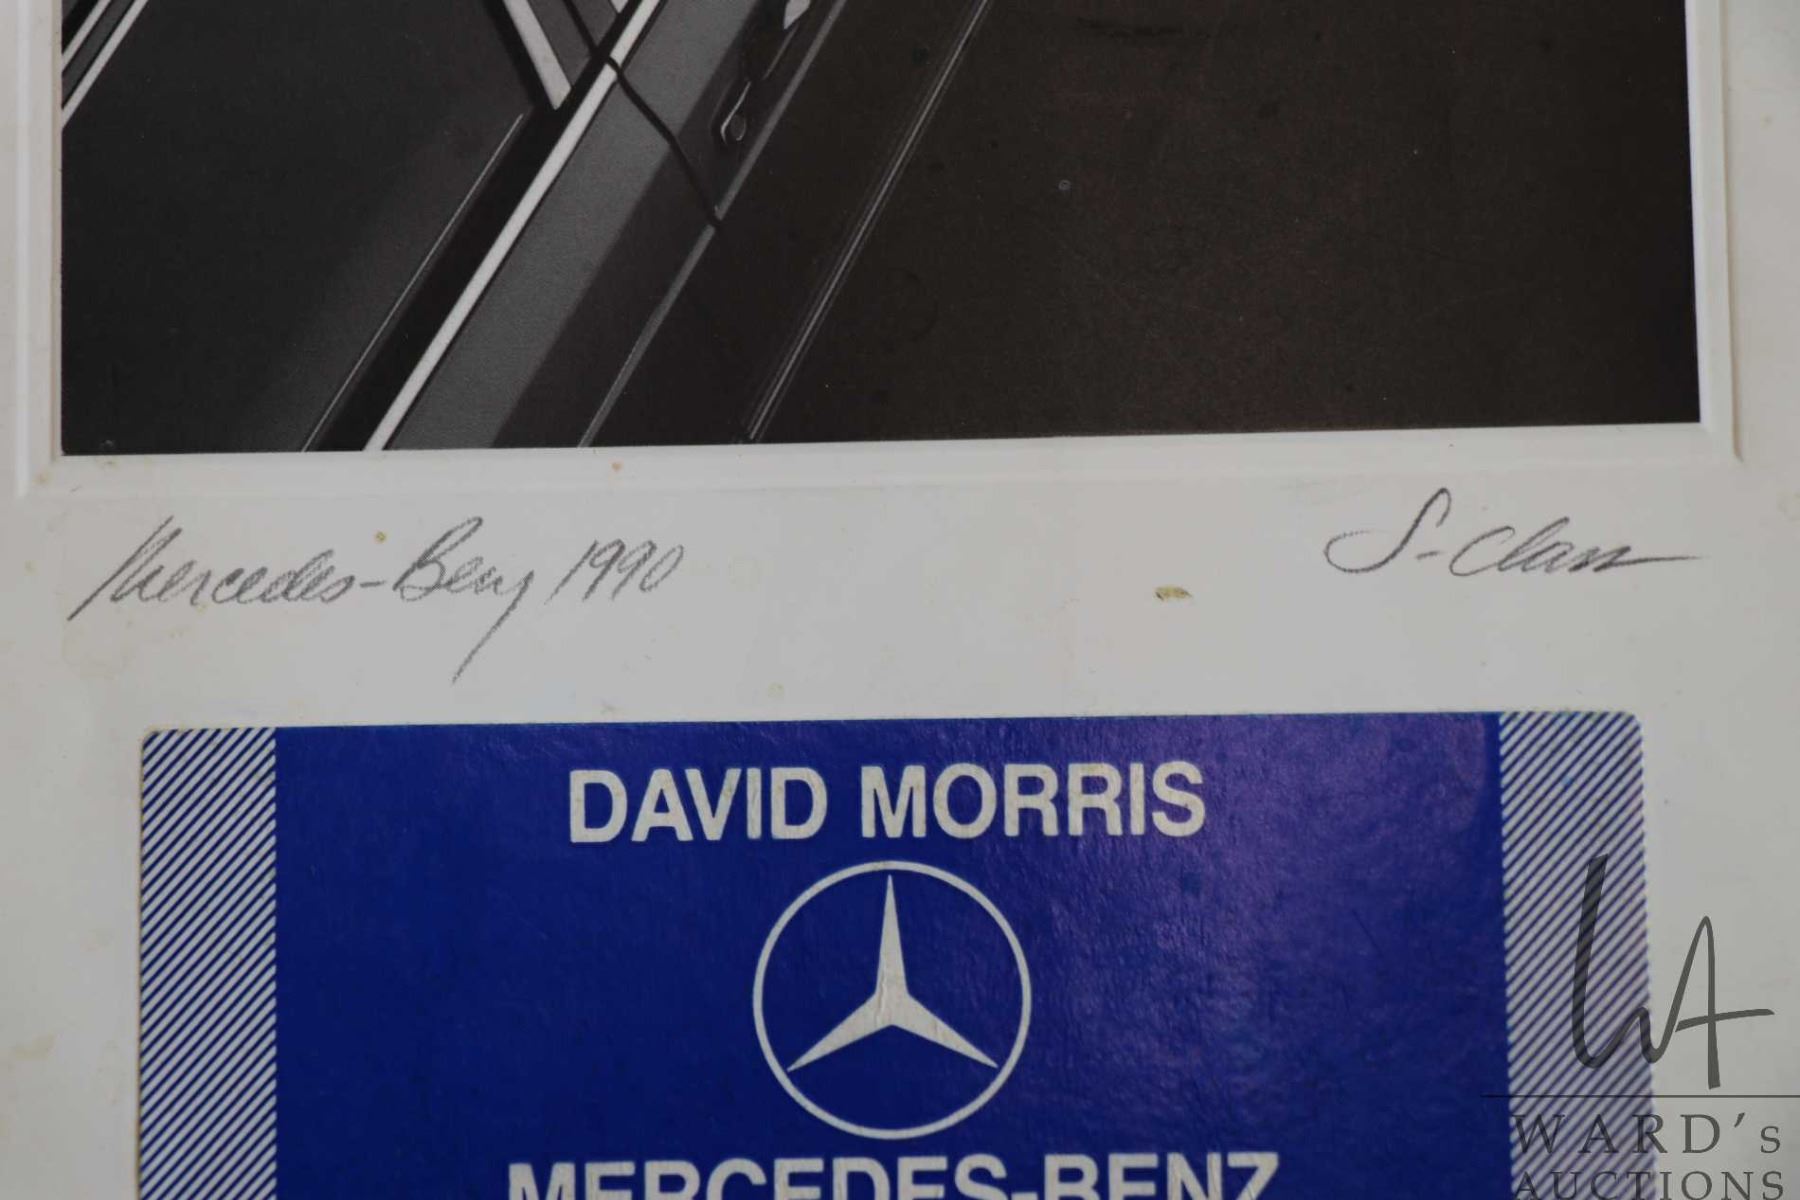 Mercedes-Benz 1990 S-Class
DAVID MORRIS
MERCEDES-BENZ
WARD's
AUCTIONS